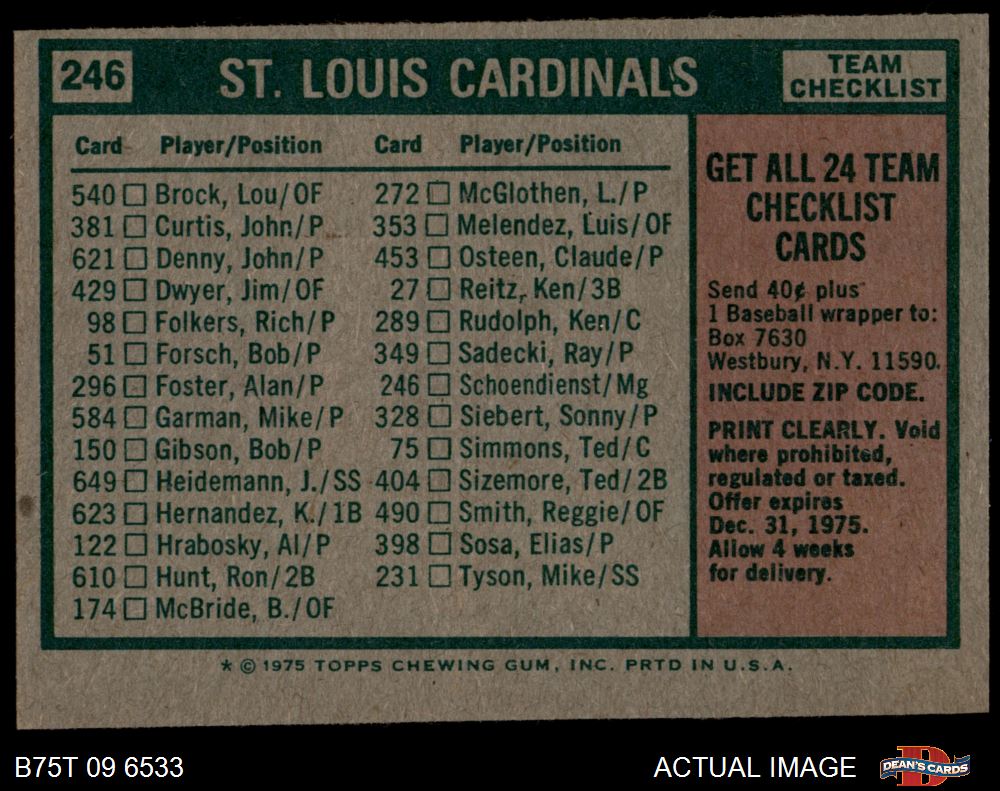 246 ST. LOUIS CARDINALS TEAM CHECKLIST
Card Player/Position Card Player/Position
540 □ Brock, Lou/OF 272 □ McGlothen, L./P
381 □ Curtis, John/P 353 □ Melendez, Luis/OF
621 □ Denny, John/P 453 □ Osteen, Claude/P
429 □ Dwyer, Jim/OF 27 □ Reitz, Ken/3B
98 □ Folkers, Rich/P 289 □ Rudolph, Ken/C
51 □ Forsch, Bob/P 349 □ Sadecki, Ray/P
296 □ Foster, Alan/P 246 □ Schoendienst/Mg
584 □ Garman, Mike/P 328 □ Siebert, Sonny/P
150 □ Gibson, Bob/P 75 □ Simmons, Ted/C
649 □ Heidemann, J./SS 404 □ Sizemore, Ted/2B
623 □ Hernandez, K./1B 490 □ Smith, Reggie/OF
122 □ Hrabosky, Al/P 398 □ Sosa, Elias/P
610 □ Hunt, Ron/2B 231 □ Tyson, Mike/SS
174 □ McBride, B./OF
GET ALL 24 TEAM
CHECKLIST
CARDS
Send 40¢ plus
1 Baseball wrapper to:
Box 7630
Westbury, N.Y. 11590.
INCLUDE ZIP CODE.
PRINT CLEARLY. Void
where prohibited,
regulated or taxed.
Offer expires
Dec. 31, 1975.
Allow 4 weeks
for delivery.
* © 1975 TOPPS CHEWING GUM, INC. PRTD IN U.S.A.
B75T 09 6533 ACTUAL IMAGE D DEAN'S CARDS